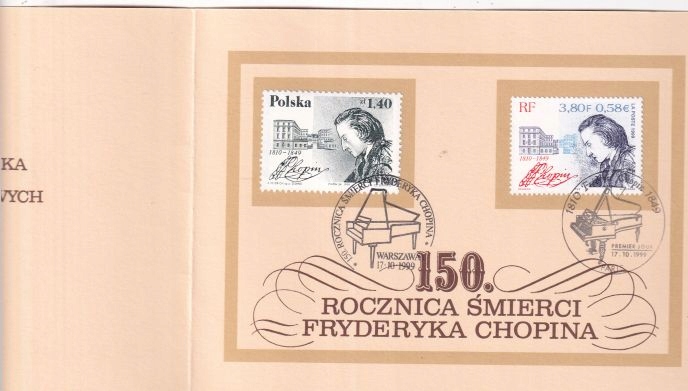 KA
WYCH
Polska
zł 1,40
1810-1849
Chopin
RF
3,80F 0,58€
LA POSTE 1999
1810-1849
Chopin
150. ROCZNICA ŚMIERCI FRYDERYKA CHOPINA
WARSZAWA
17·10·1999
1810
1849
PREMIER JOUR
17.10.1999
PARIS
150.
ROCZNICA ŚMIERCI
FRYDERYKA CHOPINA